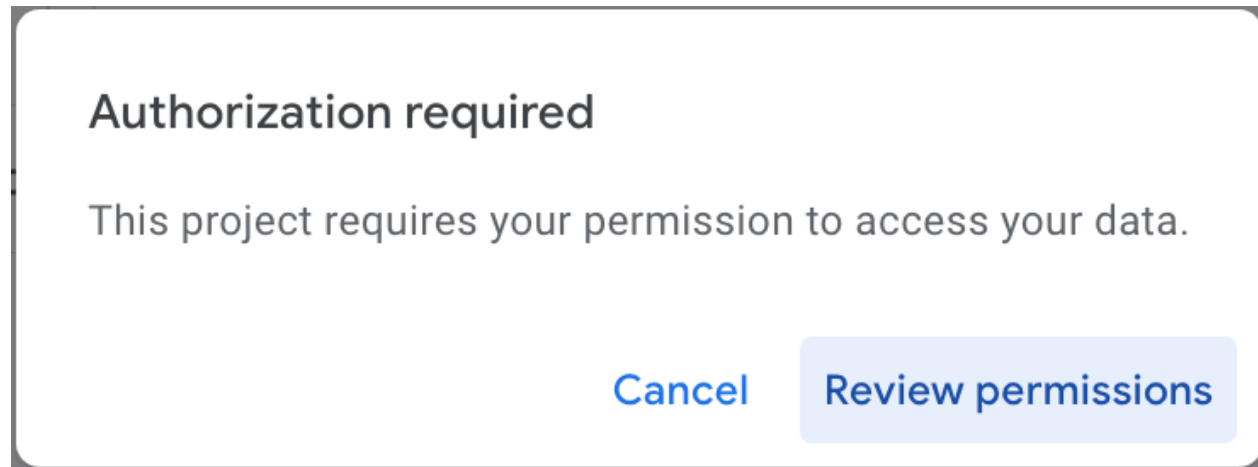 Authorization required
This project requires your permission to access your data.
Cancel Review permissions